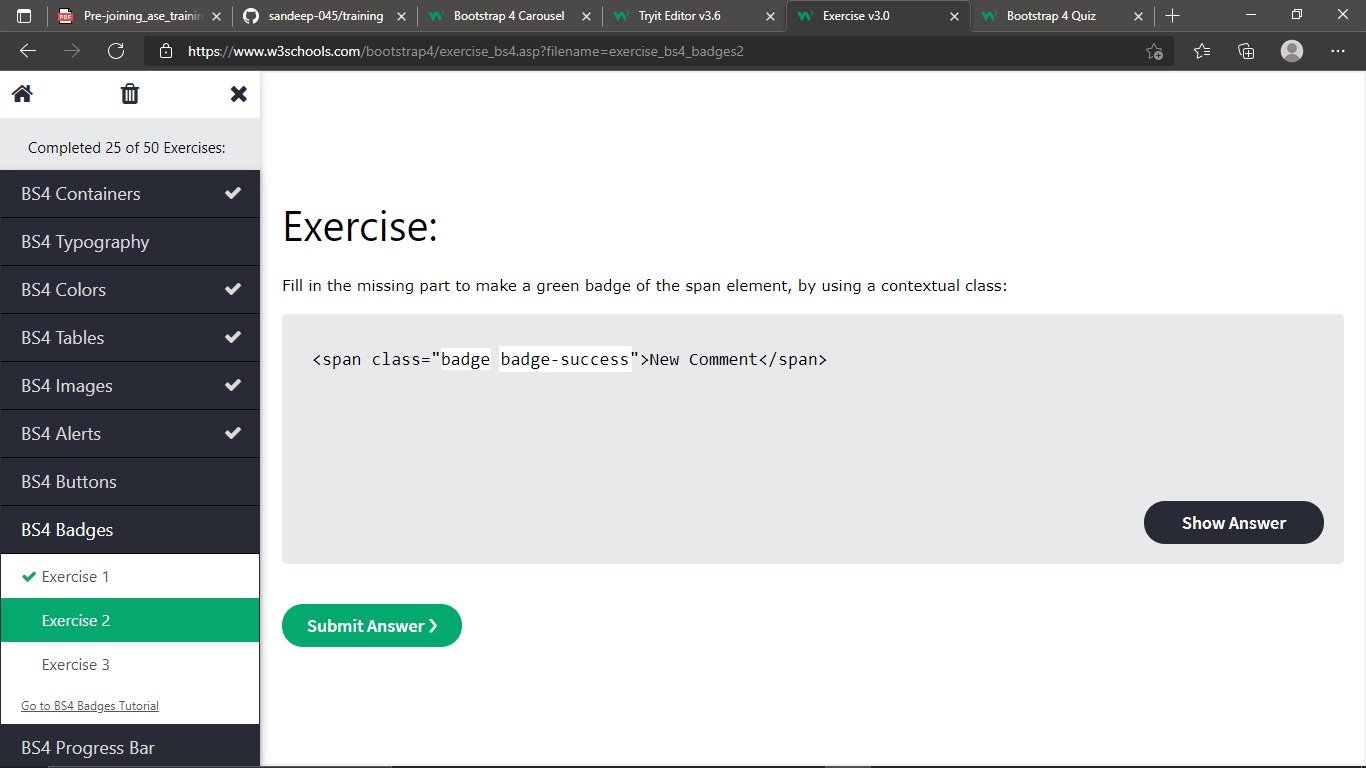 Pre-joining_ase_trainin
sandeep-045/training
Bootstrap 4 Carousel
Tryit Editor v3.6
Exercise v3.0
Bootstrap 4 Quiz
https://www.w3schools.com/bootstrap4/exercise_bs4.asp?filename=exercise_bs4_badges2
Completed 25 of 50 Exercises:
BS4 Containers
BS4 Typography
BS4 Colors
BS4 Tables
BS4 Images
BS4 Alerts
BS4 Buttons
BS4 Badges
Exercise 1
Exercise 2
Exercise 3
Go to BS4 Badges Tutorial
BS4 Progress Bar
Exercise:
Fill in the missing part to make a green badge of the span element, by using a contextual class:
<span class="badge badge-success">New Comment</span>
Show Answer
Submit Answer ❯